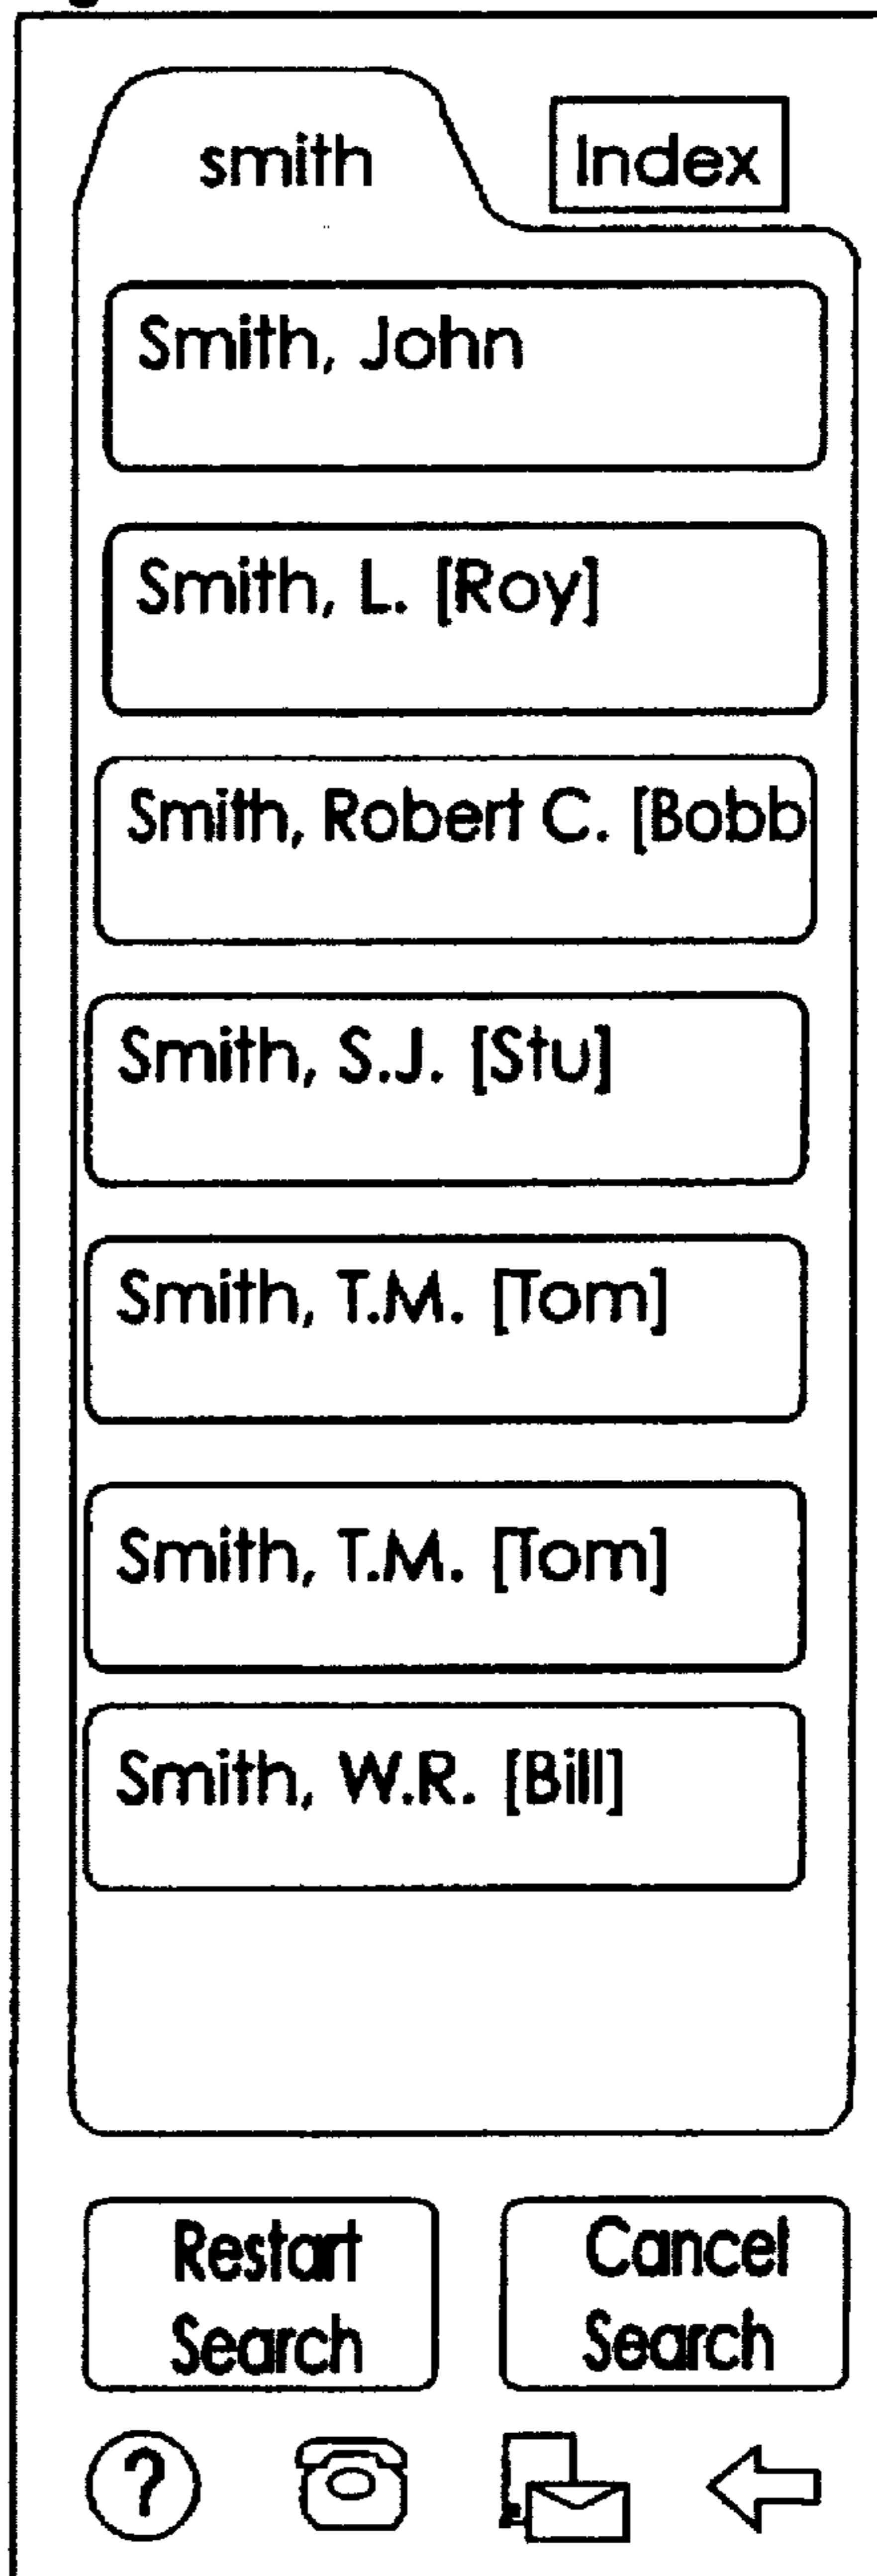 smith
Index
Smith, John
Smith, L. [Roy]
Smith, Robert C. [Bobb
Smith, S.J. [Stu]
Smith, T.M. [Tom]
Smith, T.M. [Tom]
Smith, W.R. [Bill]
Restart
Search
Cancel
Search
?